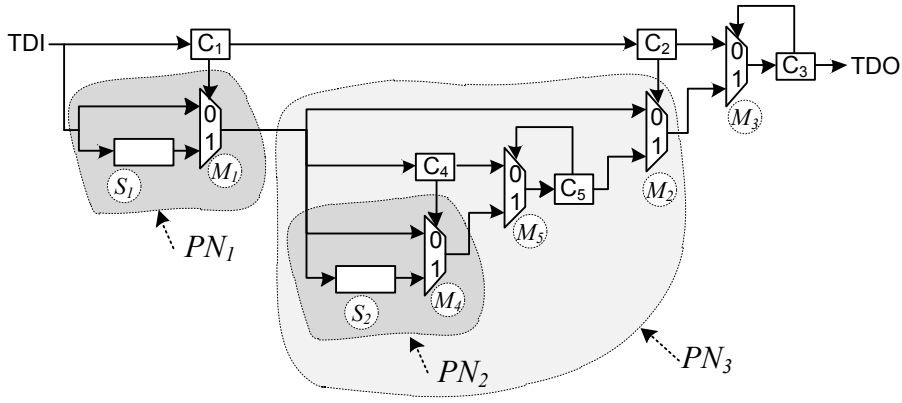 TDI C₁ C₂ 0 1 C₃ TDO
M₃
0 1 M₁
S₁
PN₁
0 1 M₂
C₄ 0 1 C₅
M₅
0 1 M₄
S₂
PN₂
PN₃